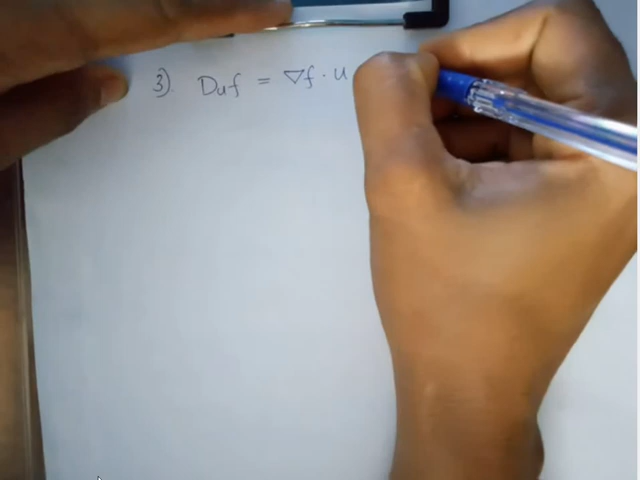 3). Duf = ∇f · u